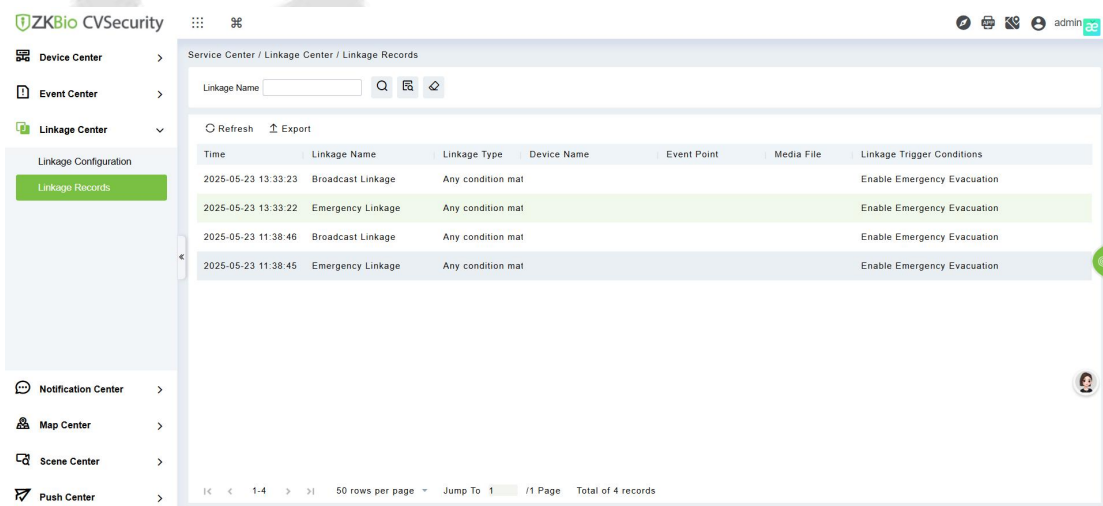 ZKBio CVSecurity
admin
æ
Device Center
Event Center
Linkage Center
Linkage Configuration
Linkage Records
Notification Center
Map Center
Scene Center
Push Center
Service Center / Linkage Center / Linkage Records
Linkage Name
Refresh Export
Time Linkage Name Linkage Type Device Name Event Point Media File Linkage Trigger Conditions
2025-05-23 13:33:23 Broadcast Linkage Any condition mat Enable Emergency Evacuation
2025-05-23 13:33:22 Emergency Linkage Any condition mat Enable Emergency Evacuation
2025-05-23 11:38:46 Broadcast Linkage Any condition mat Enable Emergency Evacuation
2025-05-23 11:38:45 Emergency Linkage Any condition mat Enable Emergency Evacuation
1-4 50 rows per page Jump To 1 /1 Page Total of 4 records